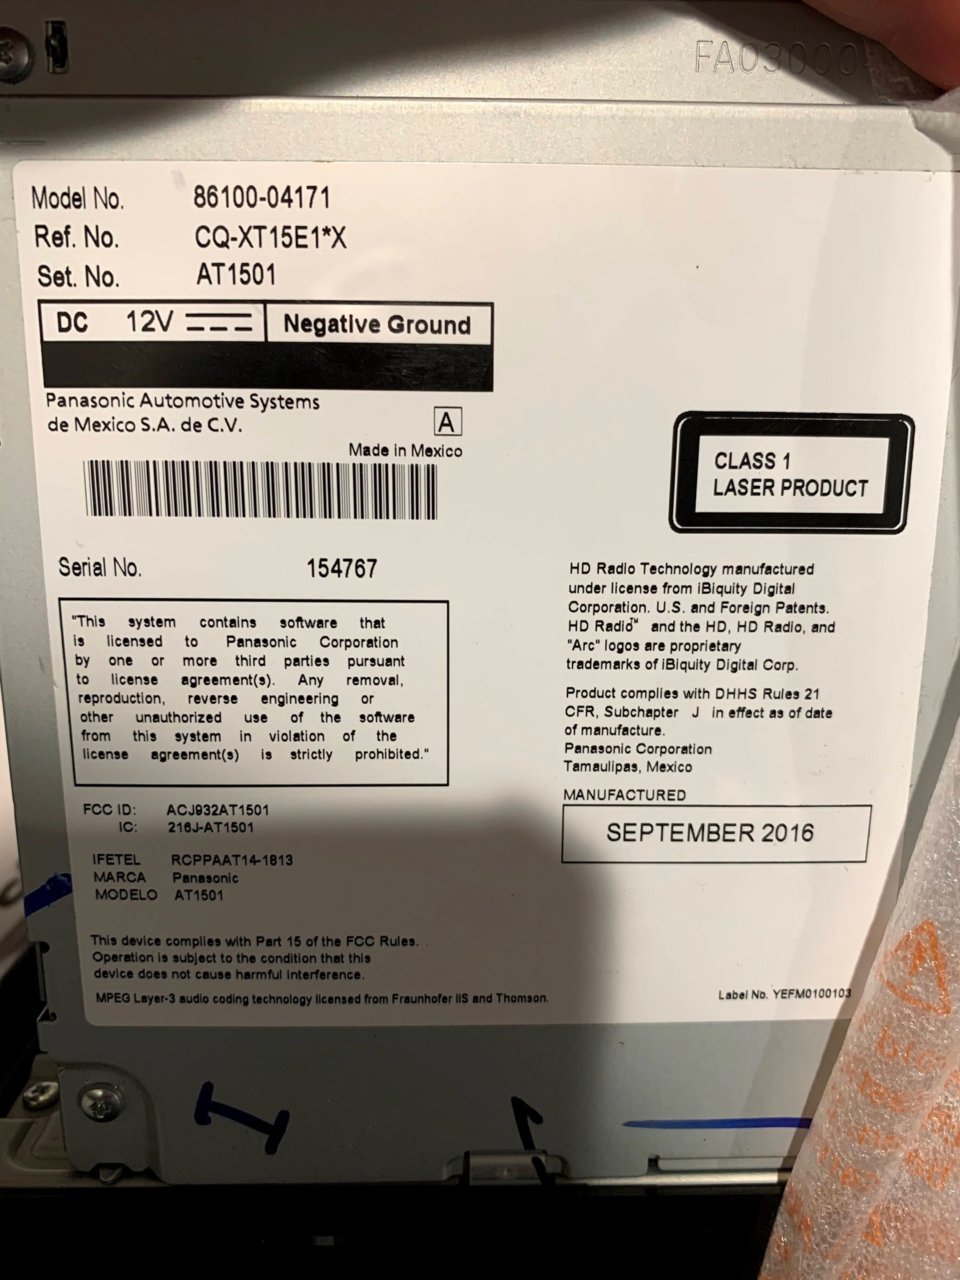 FA03000
Model No. 86100-04171
Ref. No. CQ-XT15E1*X
Set. No. AT1501
DC 12V Negative Ground
Panasonic Automotive Systems
de Mexico S.A. de C.V.
A
Made in Mexico
CLASS 1
LASER PRODUCT
Serial No. 154767
"This system contains software that
is licensed to Panasonic Corporation
by one or more third parties pursuant
to license agreement(s). Any removal,
reproduction, reverse engineering or
other unauthorized use of the software
from this system in violation of the
license agreement(s) is strictly prohibited."
HD Radio Technology manufactured
under license from iBiquity Digital
Corporation. U.S. and Foreign Patents.
HD Radio™ and the HD, HD Radio, and
"Arc" logos are proprietary
trademarks of iBiquity Digital Corp.
Product complies with DHHS Rules 21
CFR, Subchapter J in effect as of date
of manufacture.
Panasonic Corporation
Tamaulipas, Mexico
MANUFACTURED
SEPTEMBER 2016
FCC ID: ACJ932AT1501
IC: 216J-AT1501
IFETEL RCPPAAT14-1813
MARCA Panasonic
MODELO AT1501
This device complies with Part 15 of the FCC Rules.
Operation is subject to the condition that this
device does not cause harmful interference.
MPEG Layer-3 audio coding technology licensed from Fraunhofer IIS and Thomson.
Label No. YEFM0100103